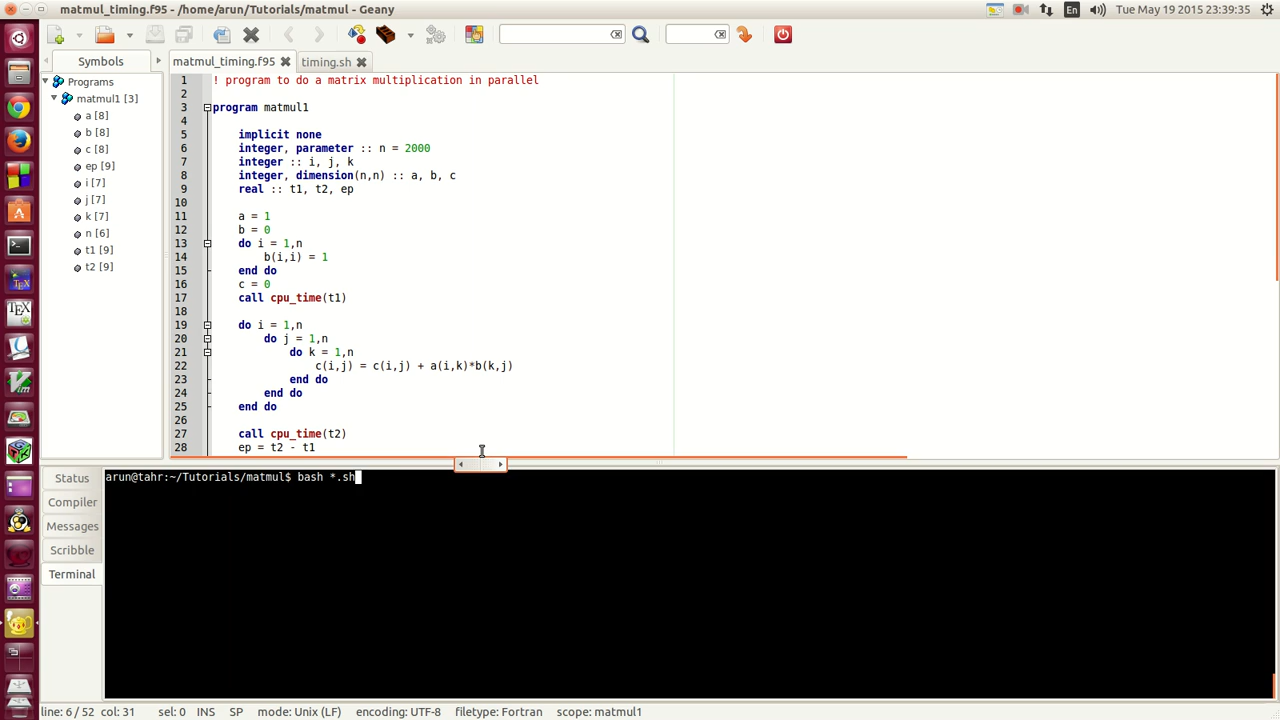 matmul_timing.f95 - /home/arun/Tutorials/matmul - Geany
En
Tue May 19 2015 23:39:35
Symbols
matmul_timing.f95
timing.sh
Programs
matmul1 [3]
a [8]
b [8]
c [8]
ep [9]
i [7]
j [7]
k [7]
n [6]
t1 [9]
t2 [9]
1 ! program to do a matrix multiplication in parallel
2
3 program matmul1
4
5 implicit none
6 integer, parameter :: n = 2000
7 integer :: i, j, k
8 integer, dimension(n,n) :: a, b, c
9 real :: t1, t2, ep
10
11 a = 1
12 b = 0
13 do i = 1,n
14 b(i,i) = 1
15 end do
16 c = 0
17 call cpu_time(t1)
18
19 do i = 1,n
20 do j = 1,n
21 do k = 1,n
22 c(i,j) = c(i,j) + a(i,k)*b(k,j)
23 end do
24 end do
25 end do
26
27 call cpu_time(t2)
28 ep = t2 - t1
Status
Compiler
Messages
Scribble
Terminal
arun@tahr:~/Tutorials/matmul$ bash *.sh
line: 6 / 52 col: 31 sel: 0 INS SP mode: Unix (LF) encoding: UTF-8 filetype: Fortran scope: matmul1